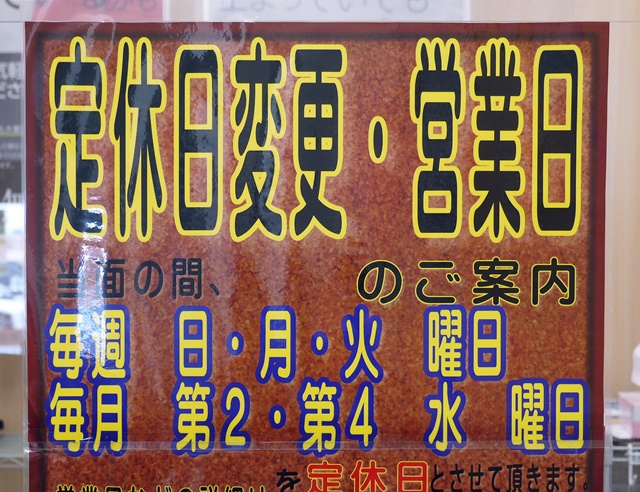 定休日変更・営業日
当面の間、 のご案内
毎週 日・月・火 曜日
毎月 第2・第4 水 曜日
を定休日とさせて頂きます。